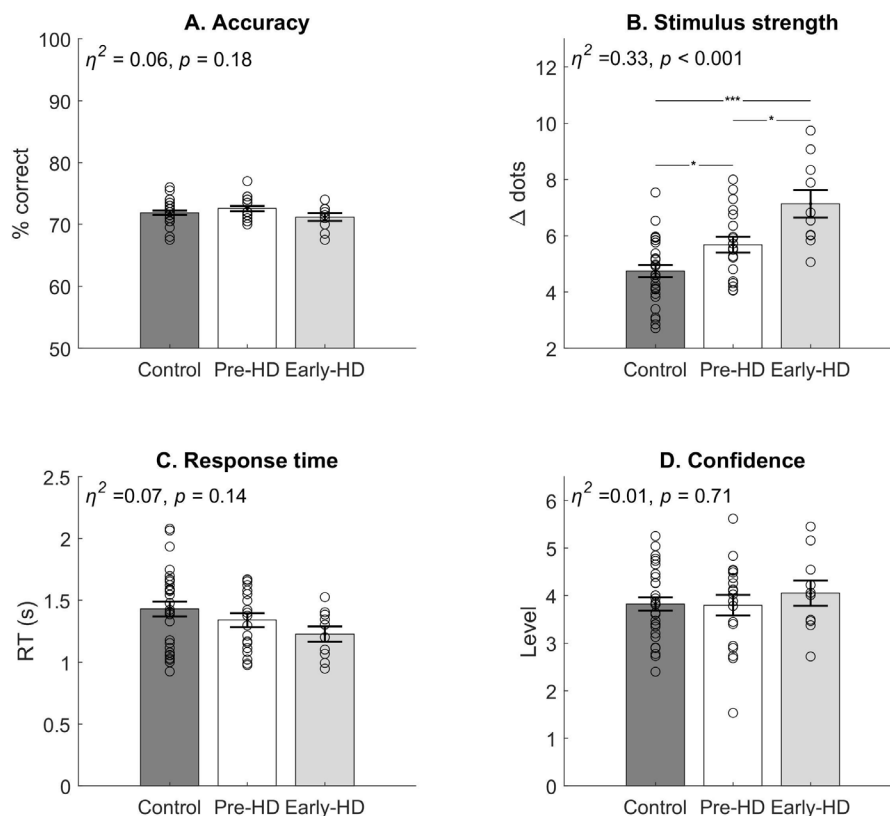 A. Accuracy
η² = 0.06, p = 0.18
100
90
80
70
60
50
% correct
Control Pre-HD Early-HD
B. Stimulus strength
η² =0.33, p < 0.001
12
10
8
6
4
2
Δ dots
***
*
*
Control Pre-HD Early-HD
C. Response time
η² =0.07, p = 0.14
2.5
2
1.5
1
0.5
0
RT (s)
Control Pre-HD Early-HD
D. Confidence
η² =0.01, p = 0.71
6
5
4
3
2
1
0
Level
Control Pre-HD Early-HD